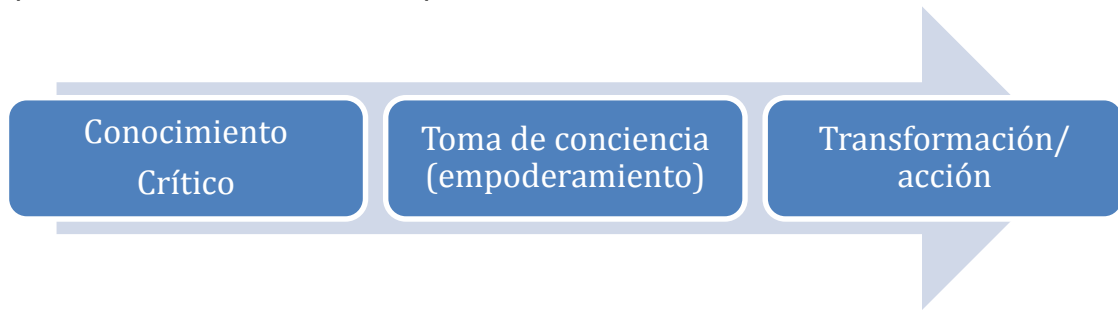 Conocimiento
Crítico
Toma de conciencia
(empoderamiento)
Transformación/
acción